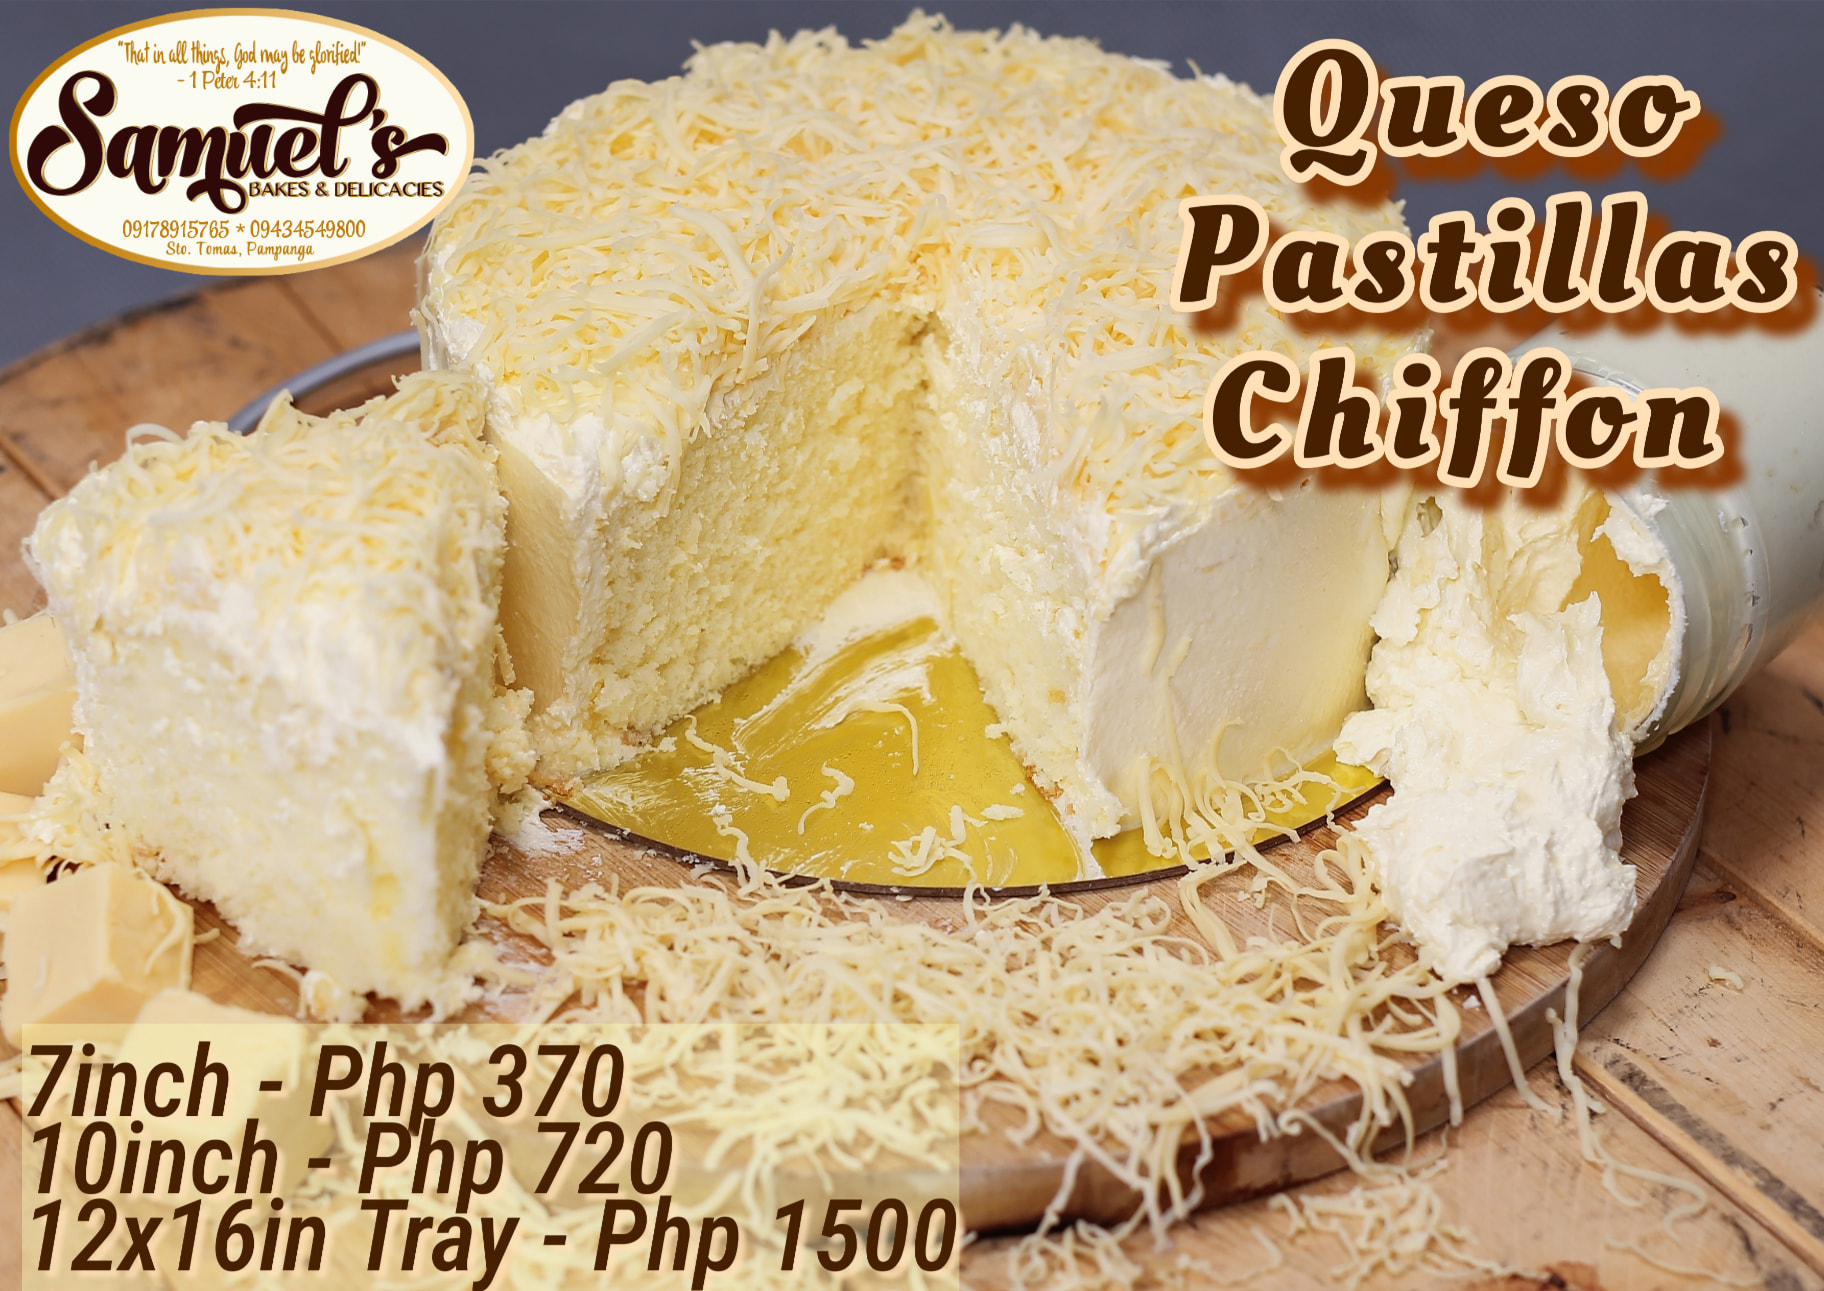 "That in all things, God may be glorified!"
- 1 Peter 4:11
Samuel's
BAKES & DELICACIES
09178915765 * 09434549800
Sto. Tomas, Pampanga
Queso
Pastillas
Chiffon
7inch - Php 370
10inch - Php 720
12x16in Tray - Php 1500